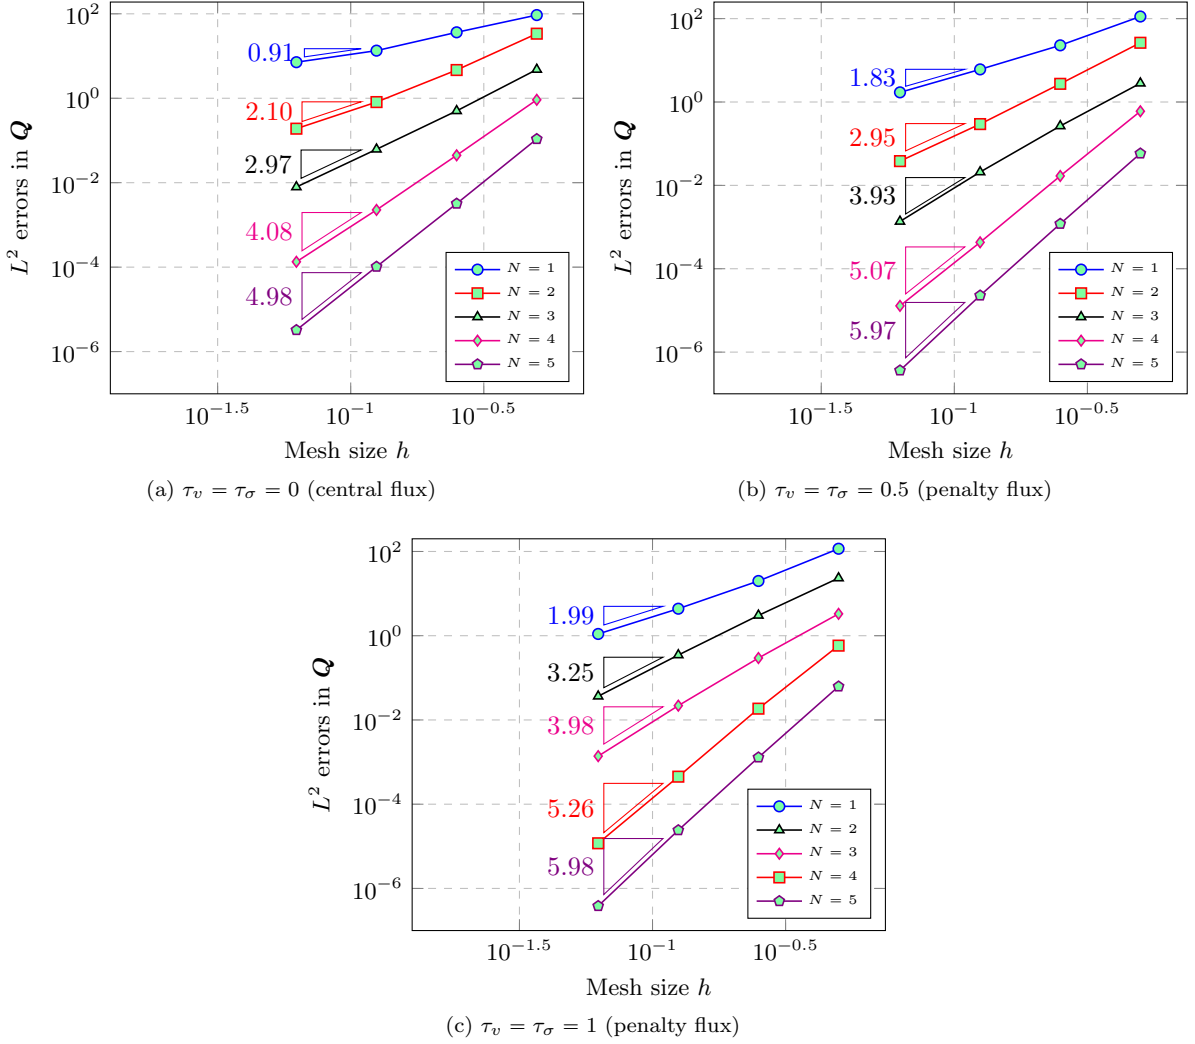 10^2
10^0
10^−2
10^−4
10^−6
L^2 errors in Q
0.91
2.10
2.97
4.08
4.98
N = 1
N = 2
N = 3
N = 4
N = 5
10^−1.5 10^−1 10^−0.5
Mesh size h
(a) τ_v = τ_σ = 0 (central flux)
10^2
10^0
10^−2
10^−4
10^−6
L^2 errors in Q
1.83
2.95
3.93
5.07
5.97
N = 1
N = 2
N = 3
N = 4
N = 5
10^−1.5 10^−1 10^−0.5
Mesh size h
(b) τ_v = τ_σ = 0.5 (penalty flux)
10^2
10^0
10^−2
10^−4
10^−6
L^2 errors in Q
1.99
3.25
3.98
5.26
5.98
N = 1
N = 2
N = 3
N = 4
N = 5
10^−1.5 10^−1 10^−0.5
Mesh size h
(c) τ_v = τ_σ = 1 (penalty flux)